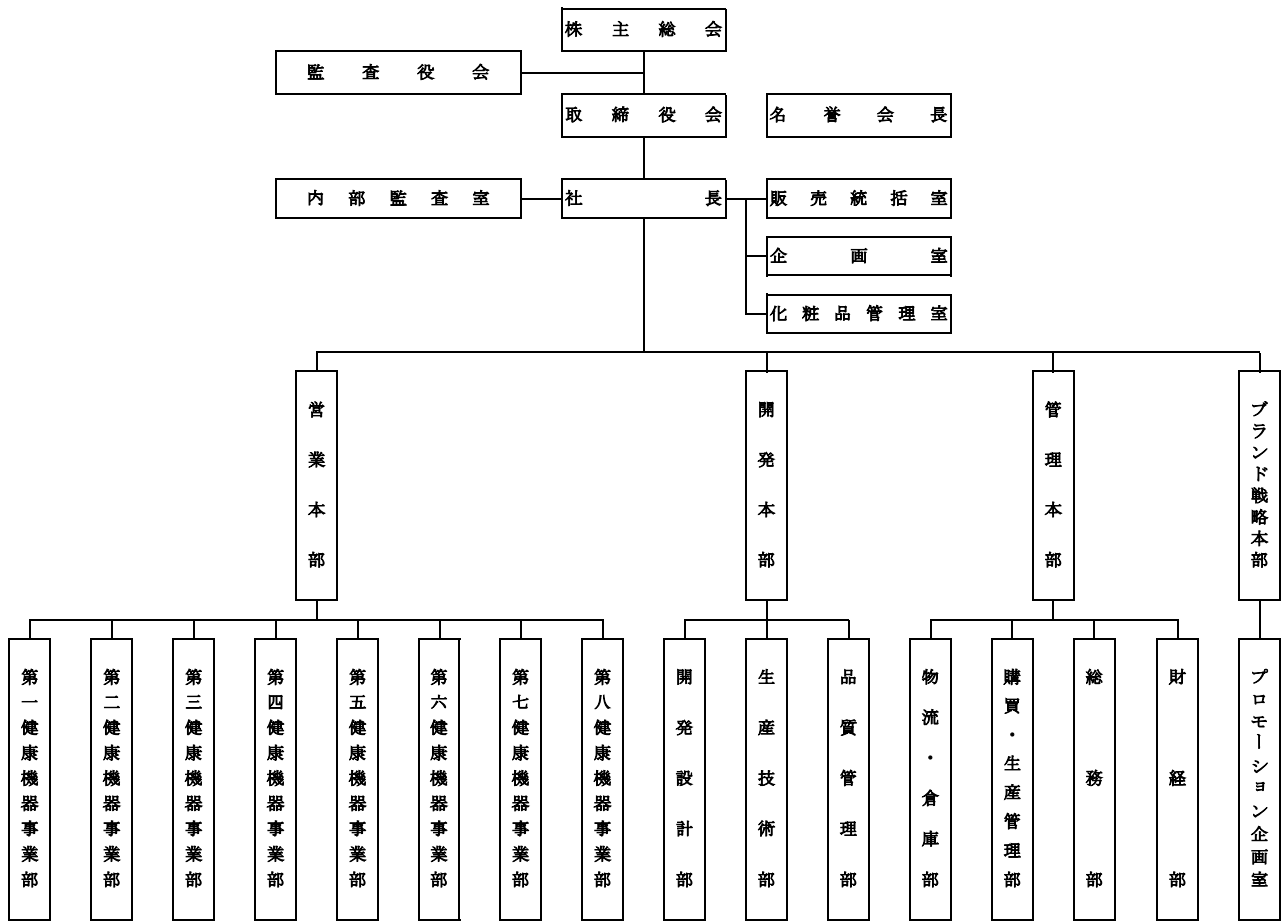 株主総会
監査役会
取締役会
名誉会長
内部監査室
社長
販売統括室
企画室
化粧品管理室
営業本部
開発本部
管理本部
ブランド戦略本部
第一健康機器事業部
第二健康機器事業部
第三健康機器事業部
第四健康機器事業部
第五健康機器事業部
第六健康機器事業部
第七健康機器事業部
第八健康機器事業部
開発設計部
生産技術部
品質管理部
物流・倉庫部
購買・生産管理部
総務部
財経部
プロモーション企画室